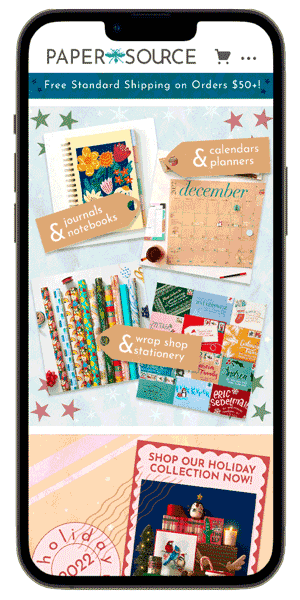 PAPER SOURCE
Free Standard Shipping on Orders $50+!
& calendars
planners
december
& journals
notebooks
& wrap shop
stationery
ERIC
SHOP OUR HOLIDAY
COLLECTION NOW!
holiday
2022